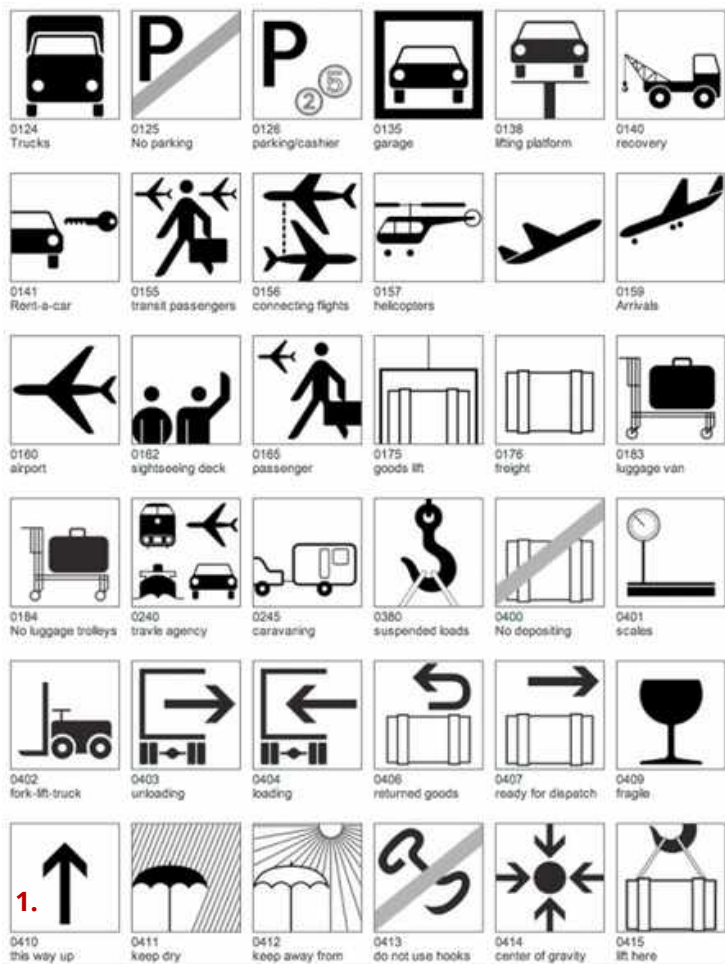 P
P
2 5
0124
Trucks
0125
No parking
0126
parking/cashier
0135
garage
0138
lifting platform
0140
recovery
0141
Rent-a-car
0155
transit passengers
0156
connecting flights
0157
helicopters
0159
Arrivals
0160
airport
0162
sightseeing deck
0165
passenger
0175
goods lift
0176
freight
0183
luggage van
0184
No luggage trolleys
0240
travle agency
0245
caravaning
0380
suspended loads
0400
No depositing
0401
scales
0402
fork-lift-truck
0403
unloading
0404
loading
0406
returned goods
0407
ready for dispatch
0409
fragile
1.
0410
this way up
0411
keep dry
0412
keep away from
0413
do not use hooks
0414
center of gravity
0415
lift here